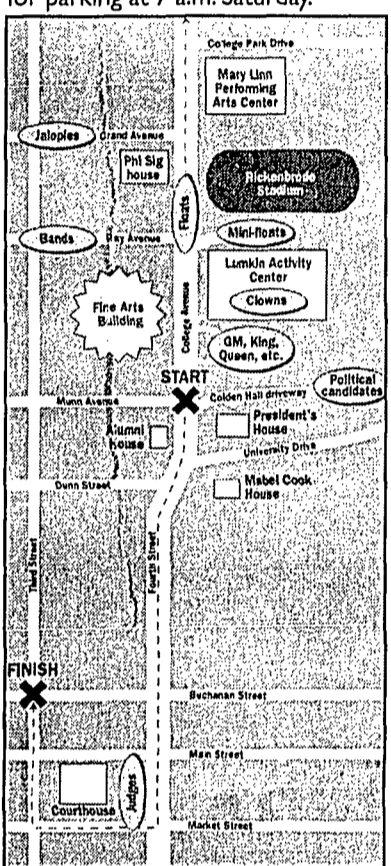 for parking at 7 a.m. Saturday.
College Park Drive
Mary Linn
Performing
Arts Center
Jalopies
Grand Avenue
Phi Sig
house
Rickenbrode
Stadium
Floats
Bands
Day Avenue
Mini-floats
Lamkin Activity
Center
Clowns
Fine Arts
Building
College Avenue
GM, King,
Queen, etc.
START
Political
candidates
Munn Avenue
Golden Hall driveway
Alumni
house
President's
House
University Drive
Dunn Street
Mabel Cook
House
Third Street
Fourth Street
FINISH
Buchanan Street
Main Street
Courthouse
Judges
Market Street